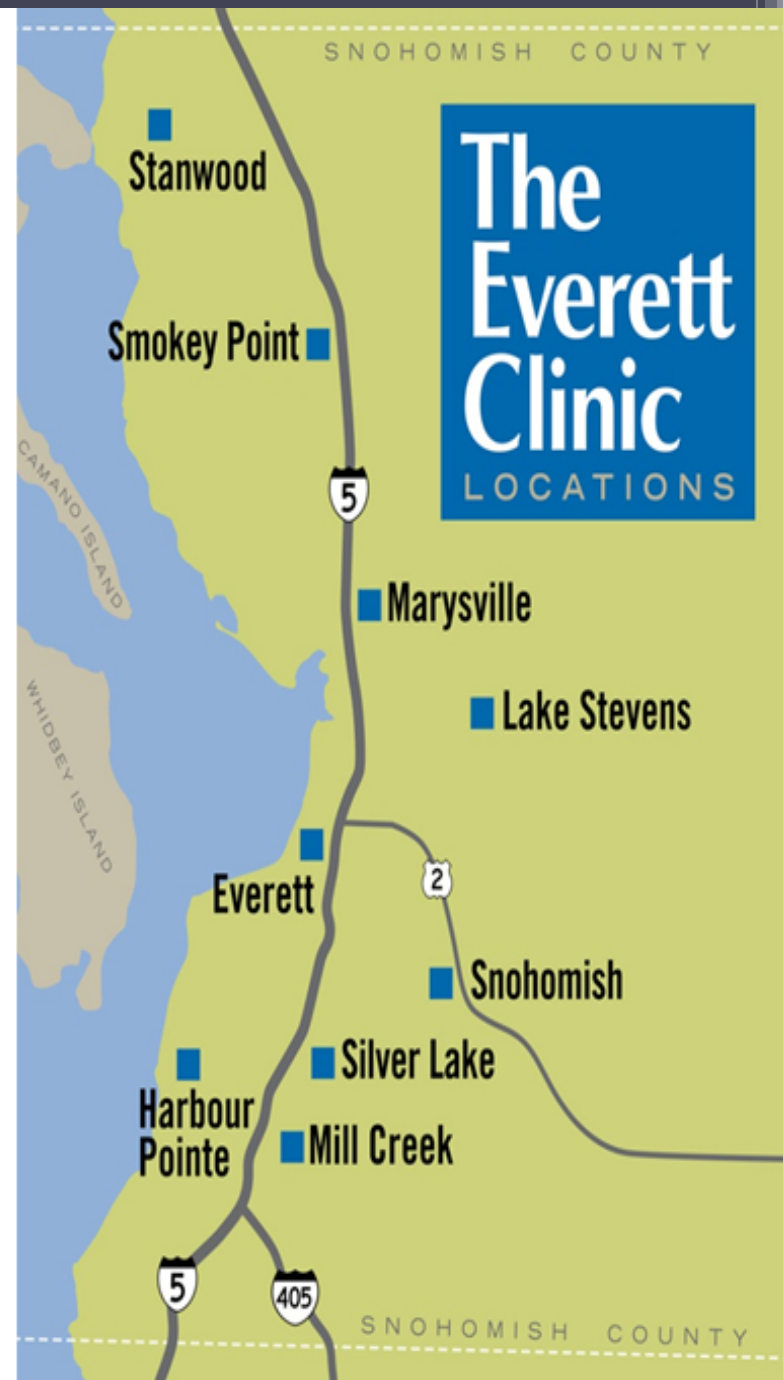 SNOHOMISH COUNTY
The
Everett
Clinic
LOCATIONS
Stanwood
Smokey Point
5
CAMANO ISLAND
Marysville
WHIDBEY ISLAND
Lake Stevens
Everett
2
Snohomish
Silver Lake
Harbour
Pointe
Mill Creek
5
405
SNOHOMISH COUNTY